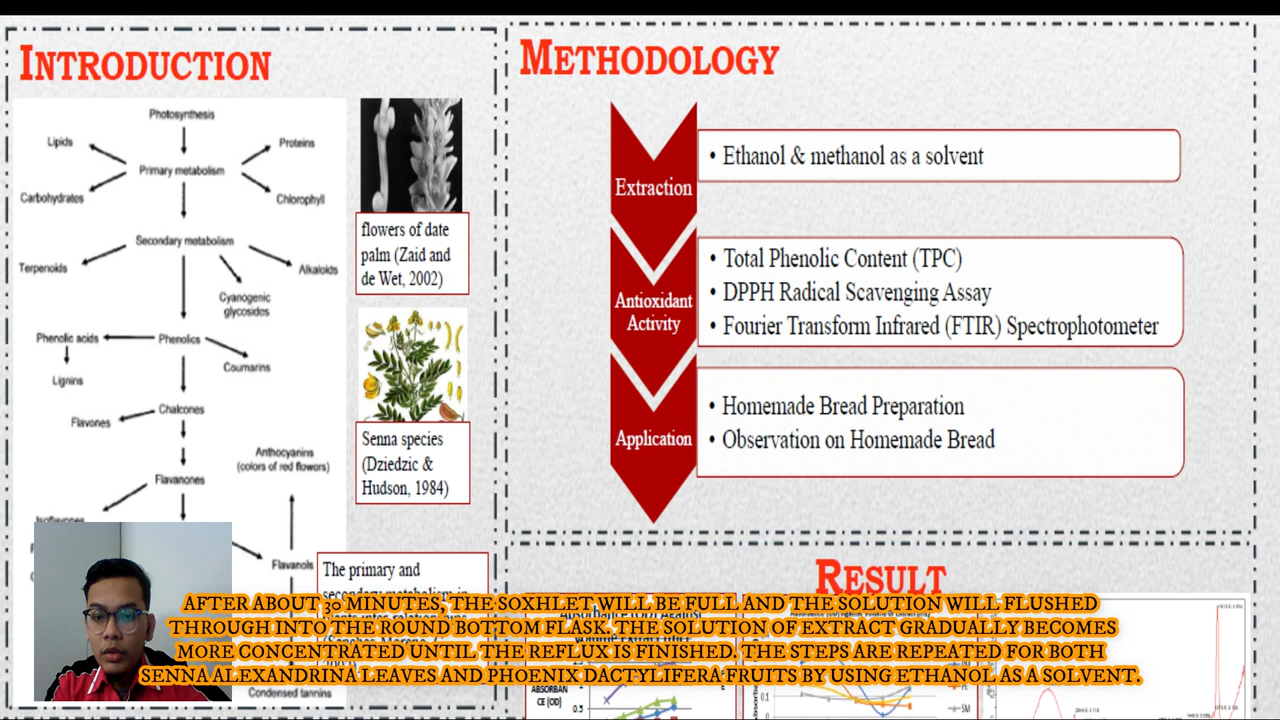 INTRODUCTION
Photosynthesis
Lipids
Proteins
Primary metabolism
Carbohydrates
Chlorophyll
Secondary metabolism
Terpenoids
Alkaloids
Cyanogenic
glycosides
Phenolic acids
Phenolics
Coumarins
Lignins
Chalcones
Flavones
Anthocyanins
(colors of red flowers)
Flavanones
Isoflavones
Flavanols
Condensed tannins
flowers of date
palm (Zaid and
de Wet, 2002)
Senna species
(Dziedzic &
Hudson, 1984)
The primary and
METHODOLOGY
Extraction
• Ethanol & methanol as a solvent
Antioxidant
Activity
• Total Phenolic Content (TPC)
• DPPH Radical Scavenging Assay
• Fourier Transform Infrared (FTIR) Spectrophotometer
Application
• Homemade Bread Preparation
• Observation on Homemade Bread
RESULT
ABSORBAN
CE (OD)
0.5
0.1
SM
AFTER ABOUT 30 MINUTES, THE SOXHLET WILL BE FULL AND THE SOLUTION WILL FLUSHED
THROUGH INTO THE ROUND BOTTOM FLASK. THE SOLUTION OF EXTRACT GRADUALLY BECOMES
MORE CONCENTRATED UNTIL THE REFLUX IS FINISHED. THE STEPS ARE REPEATED FOR BOTH
SENNA ALEXANDRINA LEAVES AND PHOENIX DACTYLIFERA FRUITS BY USING ETHANOL AS A SOLVENT.